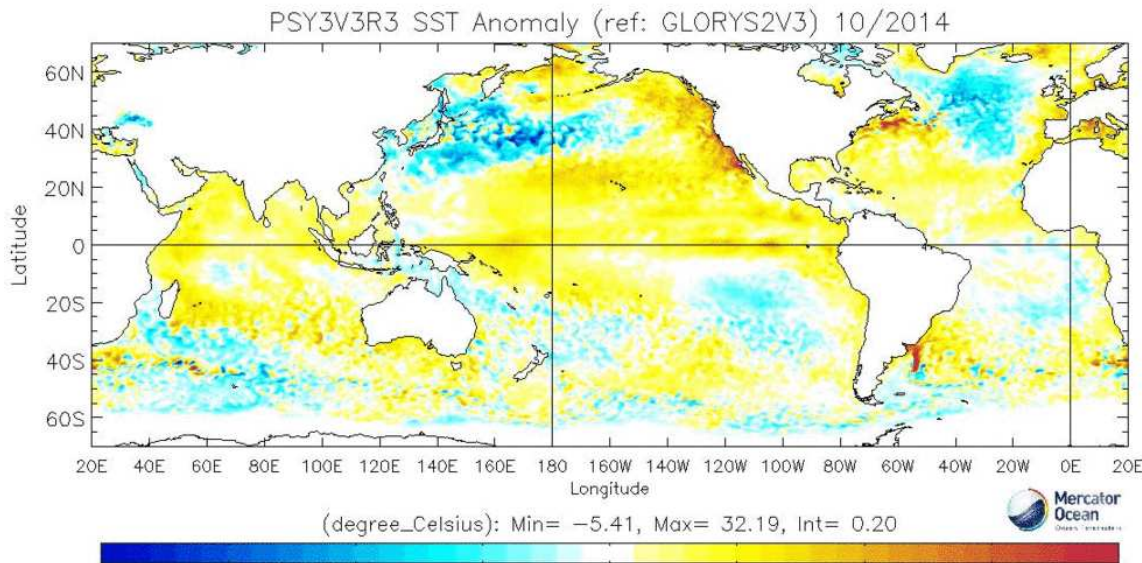 PSY3V3R3 SST Anomaly (ref: GLORYS2V3) 10/2014
Latitude
60N
40N
20N
0
20S
40S
60S
20E 40E 60E 80E 100E 120E 140E 160E 180 160W 140W 120W 100W 80W 60W 40W 20W 0E 20E
Longitude
(degree_Celsius): Min= −5.41, Max= 32.19, Int= 0.20
Mercator
Ocean